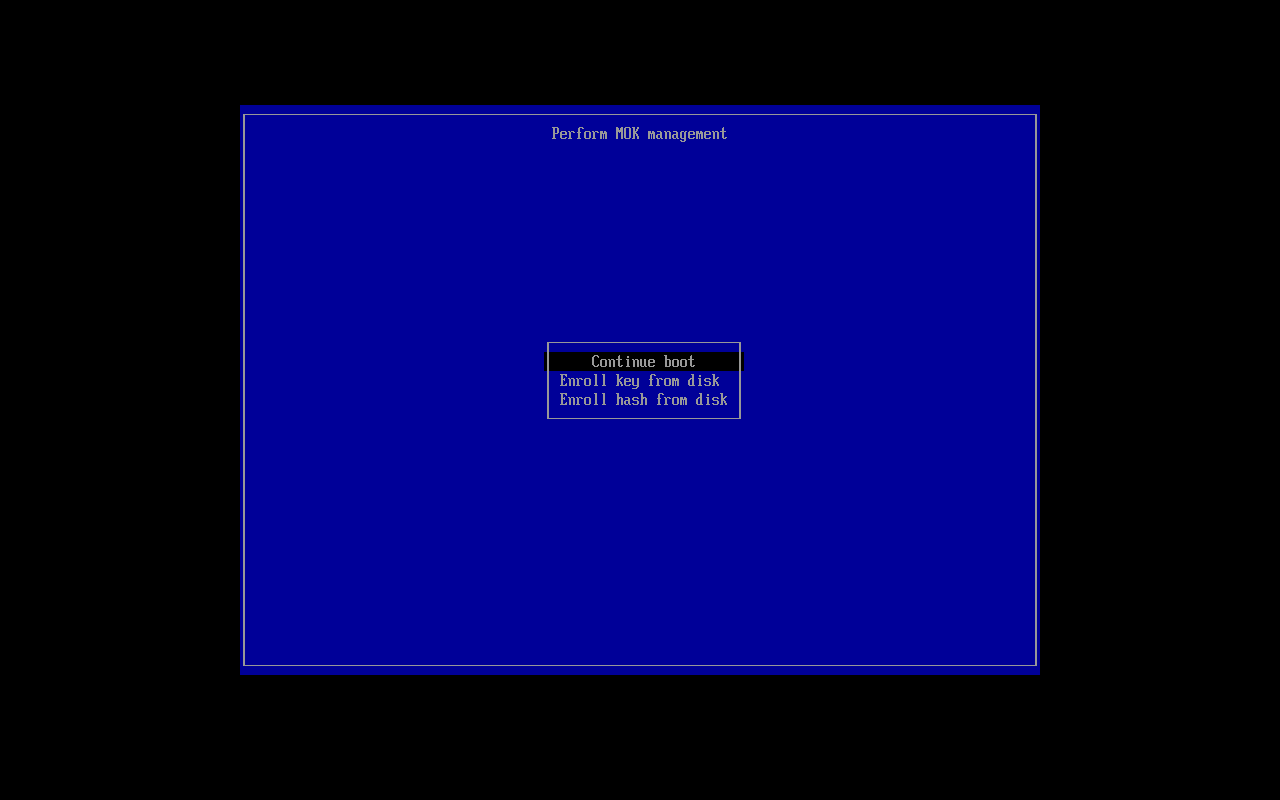 Perform MOK management
Continue boot
Enroll key from disk
Enroll hash from disk